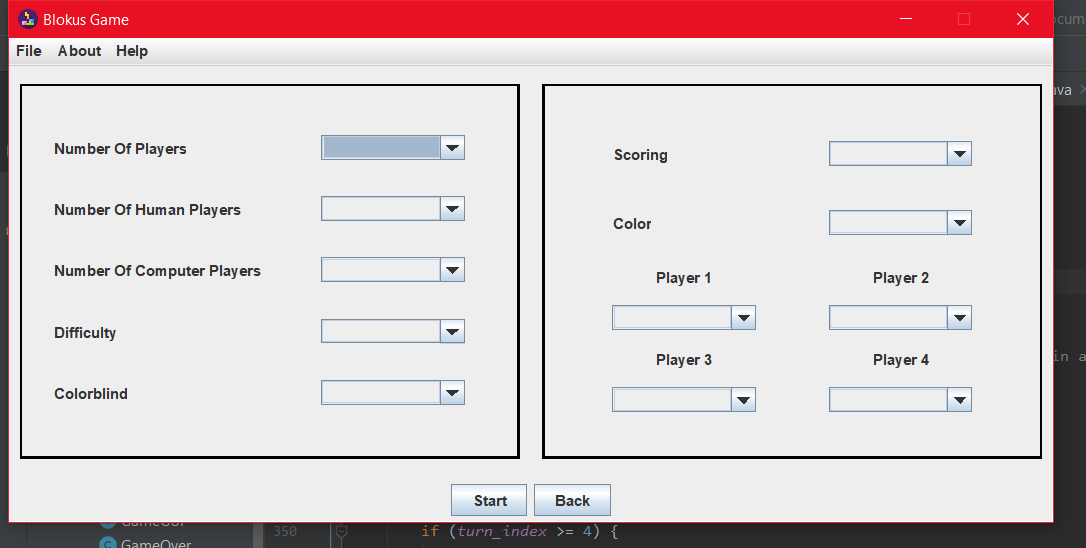 Blokus Game
ocum
File About Help
ava
Number Of Players
Number Of Human Players
Number Of Computer Players
Difficulty
Colorblind
Scoring
Color
Player 1 Player 2
Player 3 Player 4
in a
Start Back
350 if (turn_index >= 4) {
GameOver